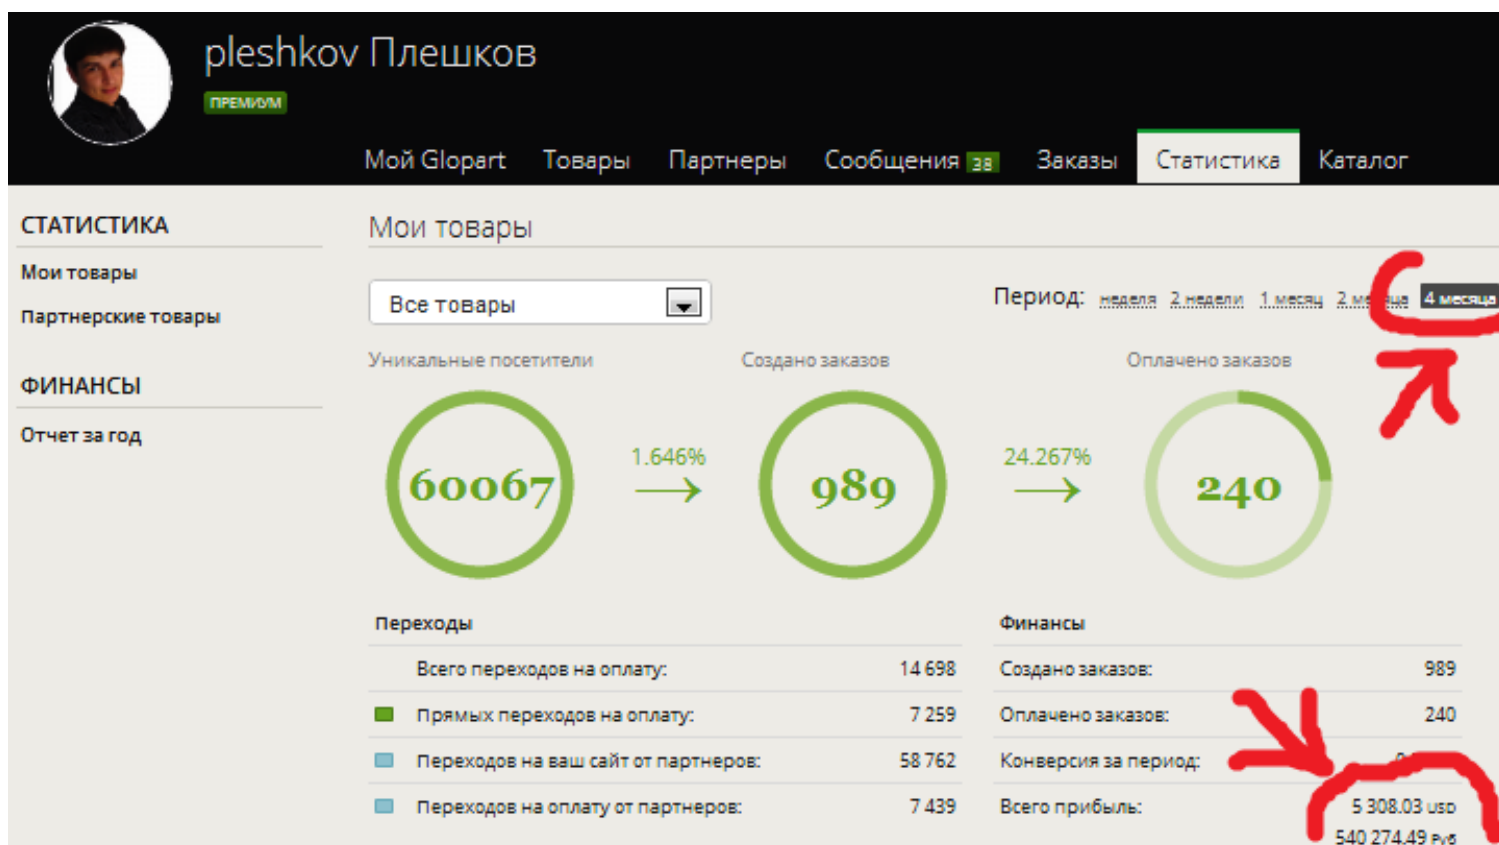 pleshkov Плешков
ПРЕМИУМ
Мой Glopart Товары Партнеры Сообщения 38 Заказы Статистика Каталог
СТАТИСТИКА
Мои товары
Партнерские товары
ФИНАНСЫ
Отчет за год
Мои товары
Все товары
Период: неделя 2 недели 1 месяц 2 месяца 4 месяца
Уникальные посетители Создано заказов Оплачено заказов
60067 1.646% 989 24.267% 240
Переходы
Всего переходов на оплату: 14 698
Прямых переходов на оплату: 7 259
Переходов на ваш сайт от партнеров: 58 762
Переходов на оплату от партнеров: 7 439
Финансы
Создано заказов: 989
Оплачено заказов: 240
Конверсия за период:
Всего прибыль: 5 308.03 USD
540 274.49 Руб